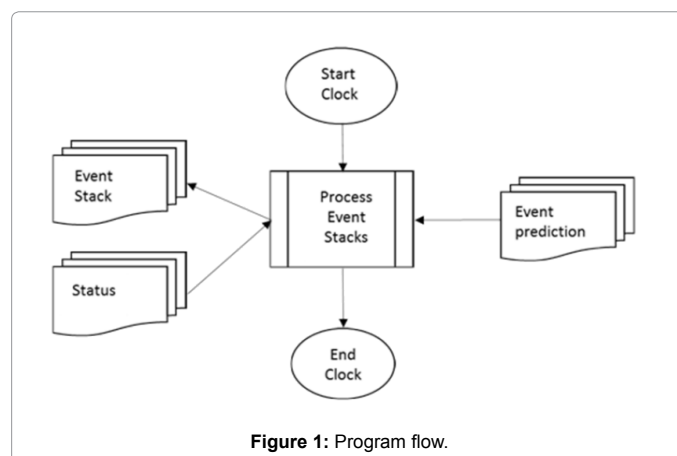 Start
Clock
Event
Stack
Process
Event
Stacks
Event
prediction
Status
End
Clock
Figure 1: Program flow.